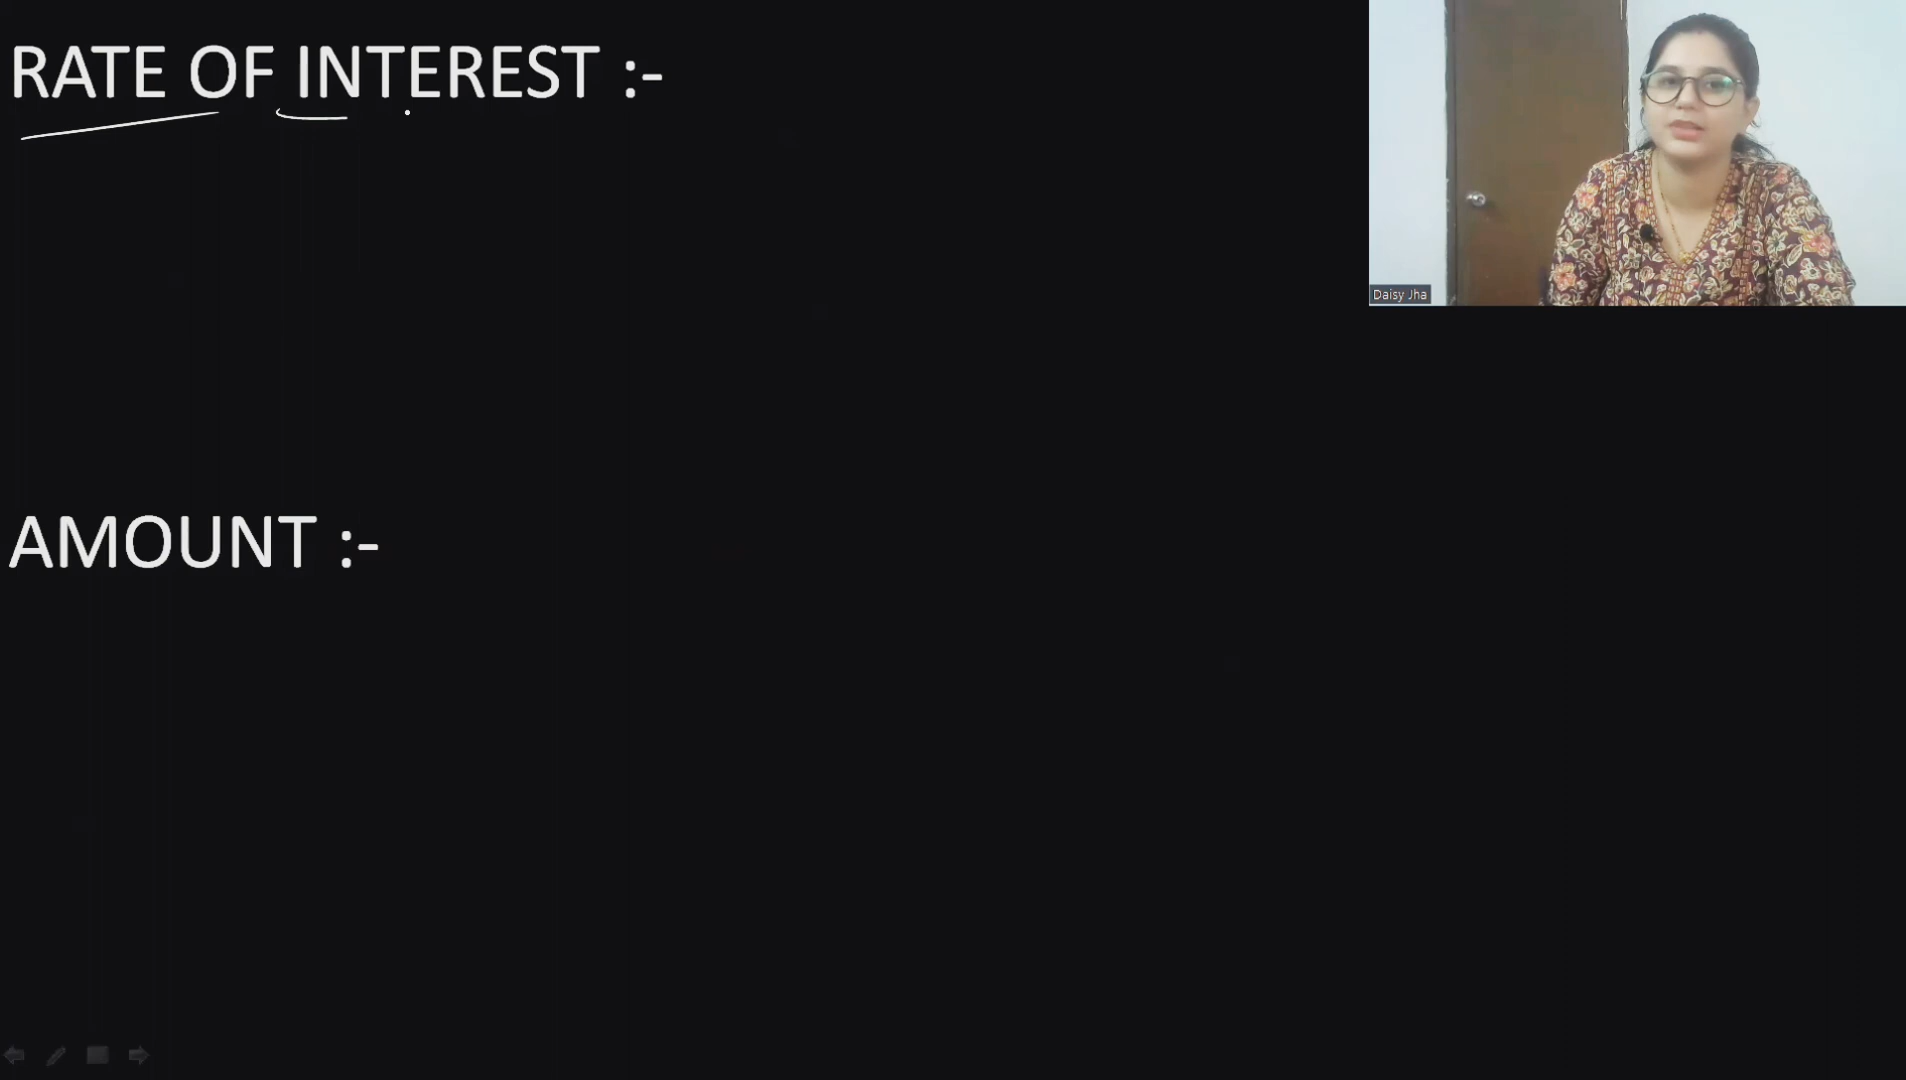 RATE OF INTEREST :-
Daisy Jha
AMOUNT :-